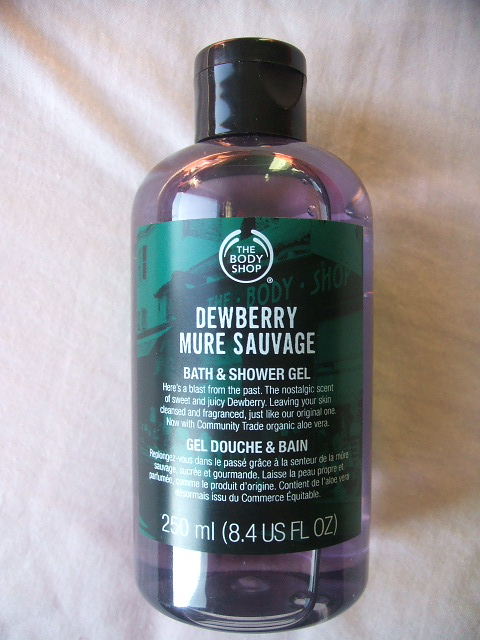 THE
BODY
SHOP
®
THE · BODY · SHOP
DEWBERRY
MURE SAUVAGE
BATH & SHOWER GEL
Here's a blast from the past. The nostalgic scent
of sweet and juicy Dewberry. Leaving your skin
cleansed and fragranced, just like our original one.
Now with Community Trade organic aloe vera.
GEL DOUCHE & BAIN
Replongez-vous dans le passé grâce à la senteur de la mûre
sauvage, sucrée et gourmande. Laisse la peau propre et
parfumée, comme le produit d'origine. Contient de l'aloe vera
désormais issu du Commerce Équitable.
250 ml (8.4 US FL OZ)